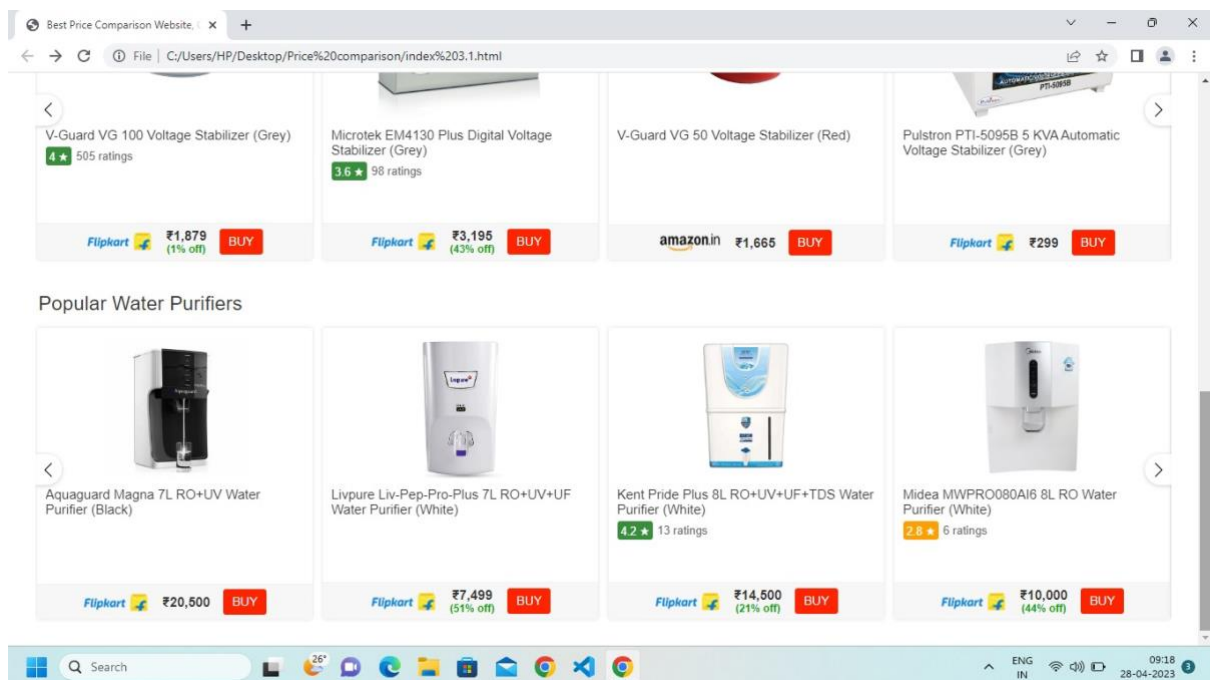 Best Price Comparison Website,
File | C:/Users/HP/Desktop/Price%20comparison/index%203.1.html
PTI-5095B
V-Guard VG 100 Voltage Stabilizer (Grey)
4 ★ 505 ratings
Flipkart ₹1,879 BUY
(1% off)
Microtek EM4130 Plus Digital Voltage
Stabilizer (Grey)
3.6 ★ 98 ratings
Flipkart ₹3,195 BUY
(43% off)
V-Guard VG 50 Voltage Stabilizer (Red)
amazon.in ₹1,665 BUY
Pulstron PTI-5095B 5 KVA Automatic
Voltage Stabilizer (Grey)
Flipkart ₹299 BUY
Popular Water Purifiers
Aquaguard Magna 7L RO+UV Water
Purifier (Black)
Flipkart ₹20,500 BUY
Livpure Liv-Pep-Pro-Plus 7L RO+UV+UF
Water Purifier (White)
Flipkart ₹7,499 BUY
(51% off)
Kent Pride Plus 8L RO+UV+UF+TDS Water
Purifier (White)
4.2 ★ 13 ratings
Flipkart ₹14,500 BUY
(21% off)
Midea MWPRO080AI6 8L RO Water
Purifier (White)
2.8 ★ 6 ratings
Flipkart ₹10,000 BUY
(44% off)
Search
26°
ENG
IN
09:18
28-04-2023
3